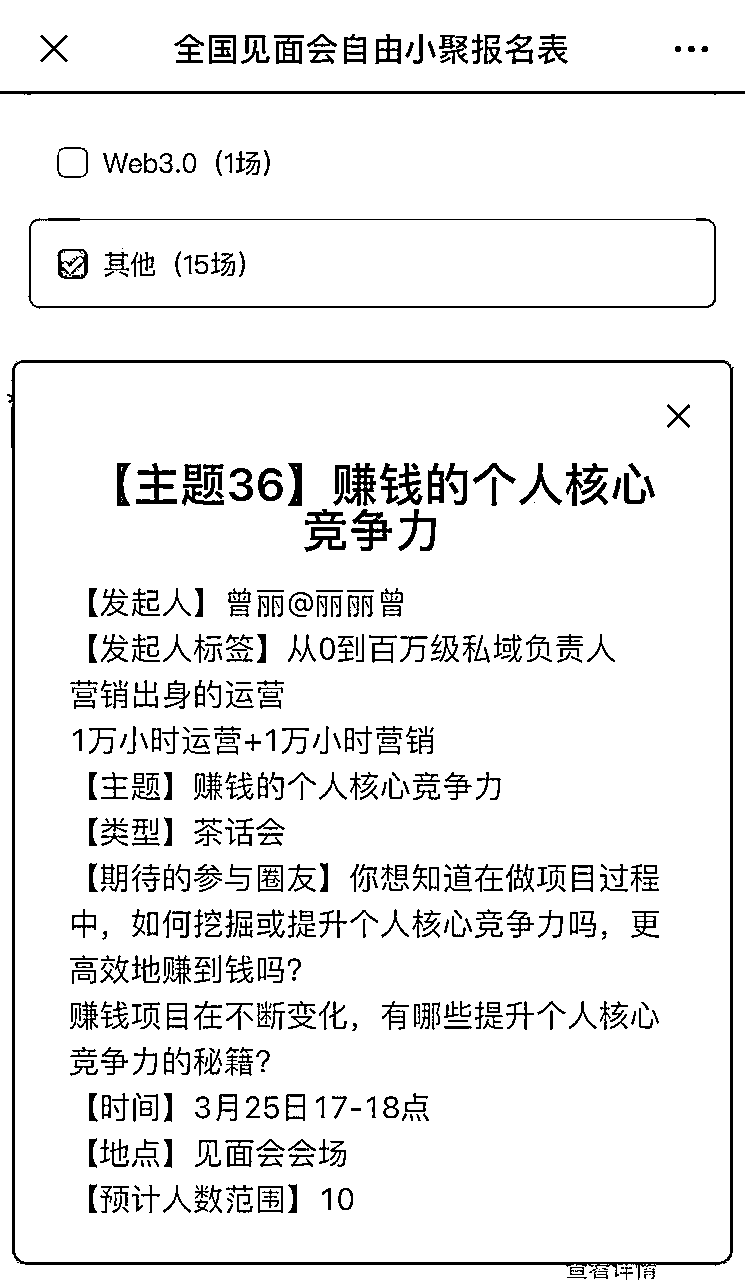 全国见面会自由小聚报名表
Web3.0（1场）
其他（15场）
【主题36】赚钱的个人核心
竞争力
【发起人】曾丽@丽丽曾
【发起人标签】从0到百万级私域负责人
营销出身的运营
1万小时运营+1万小时营销
【主题】赚钱的个人核心竞争力
【类型】茶话会
【期待的参与圈友】你想知道在做项目过程
中，如何挖掘或提升个人核心竞争力吗，更
高效地赚到钱吗？
赚钱项目在不断变化，有哪些提升个人核心
竞争力的秘籍？
【时间】3月25日17-18点
【地点】见面会会场
【预计人数范围】10
查看详情